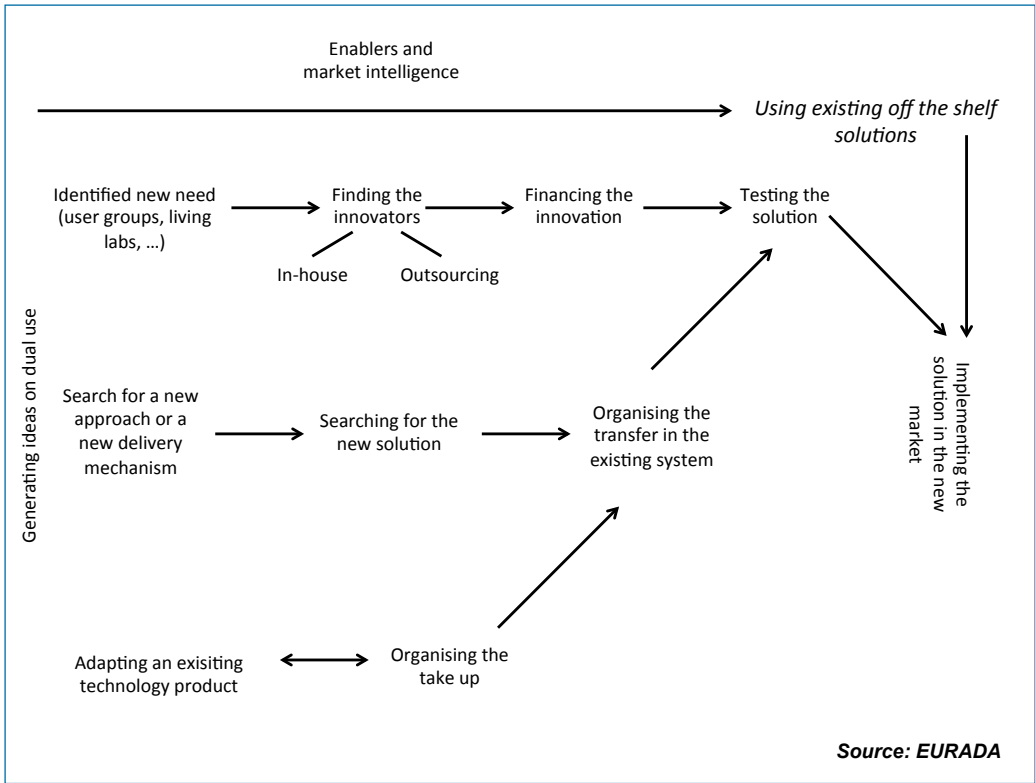 Enablers and
market intelligence
Using existing off the shelf
solutions
Identified new need
(user groups, living
labs, ...)
Finding the
innovators
Financing the
innovation
Testing the
solution
In-house
Outsourcing
Generating ideas on dual use
Search for a new
approach or a
new delivery
mechanism
Searching for the
new solution
Organising the
transfer in the
existing system
Implementing the
solution in the new
market
Adapting an exisiting
technology product
Organising the
take up
Source: EURADA